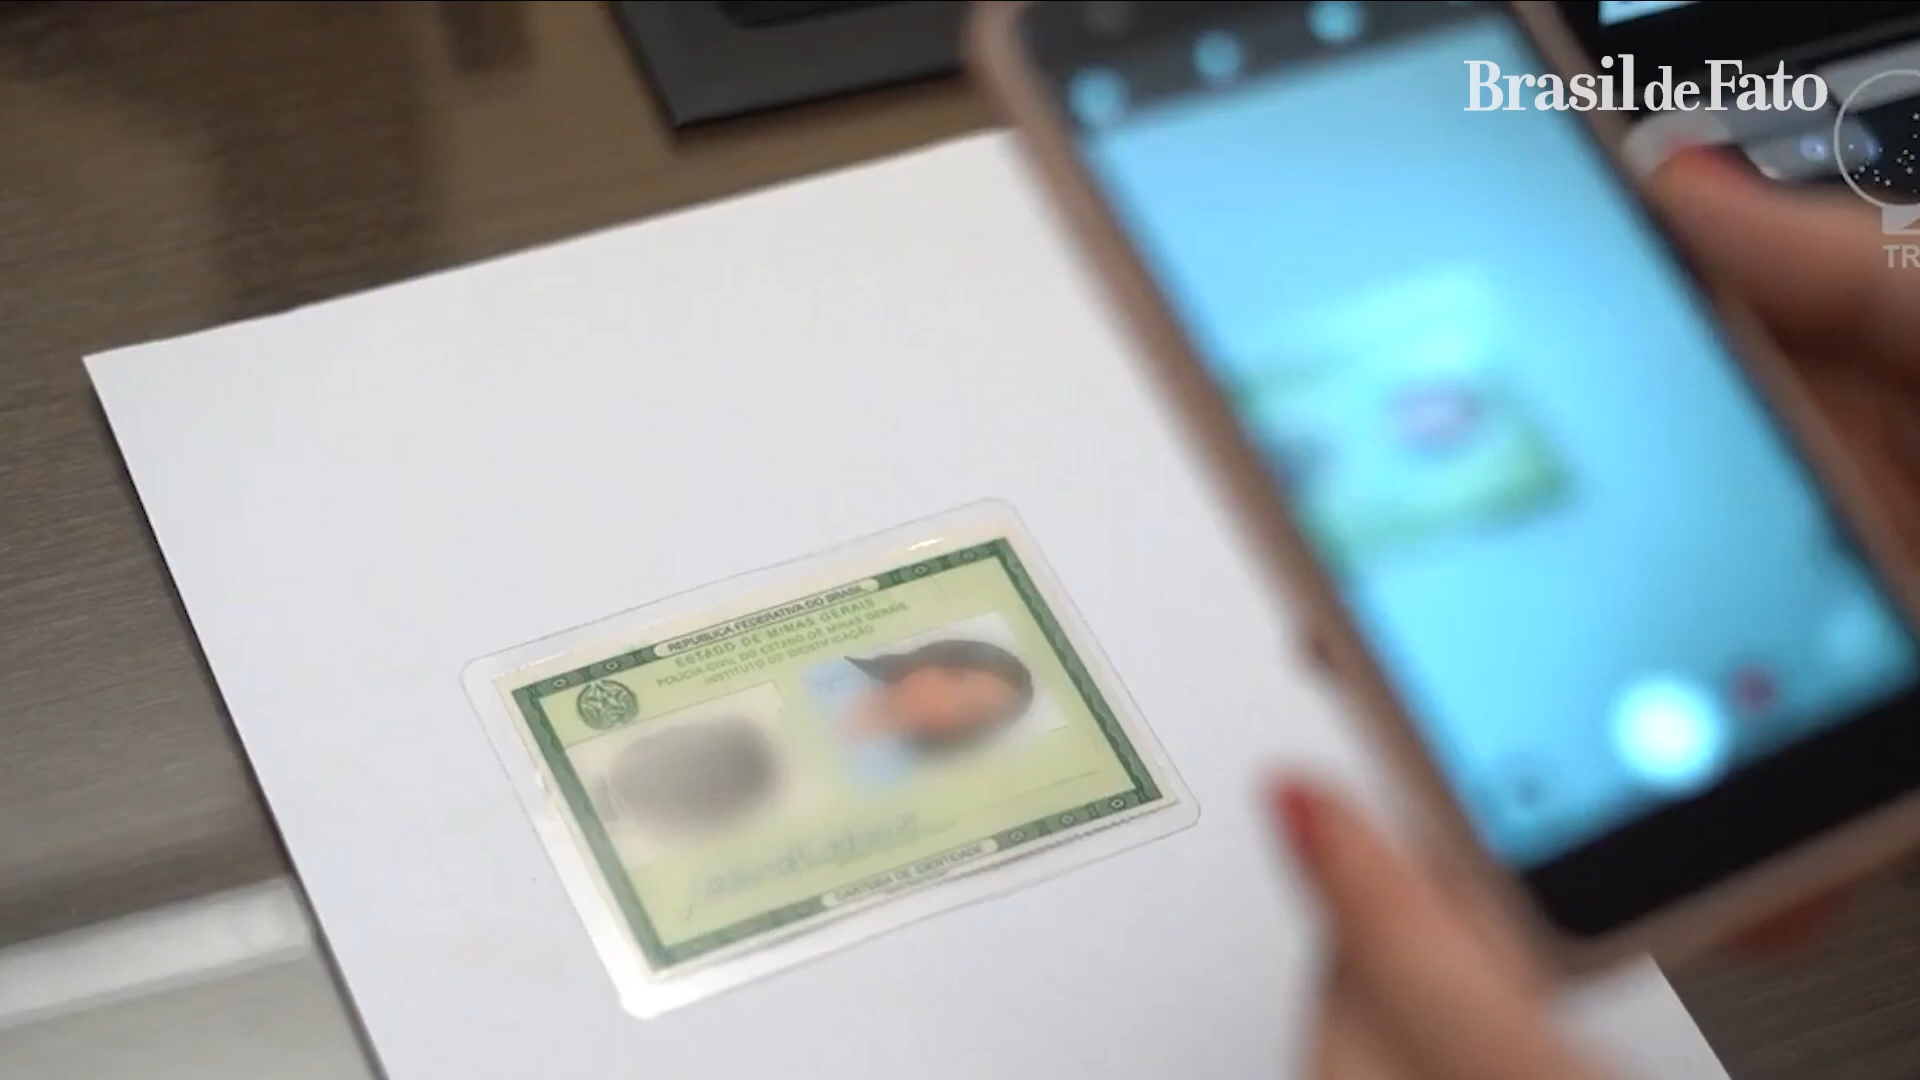 Brasil de Fato
TR
REPÚBLICA FEDERATIVA DO BRASIL
ESTADO DE MINAS GERAIS
POLÍCIA CIVIL DO ESTADO DE MINAS GERAIS
INSTITUTO DE IDENTIFICAÇÃO
CARTEIRA DE IDENTIDADE